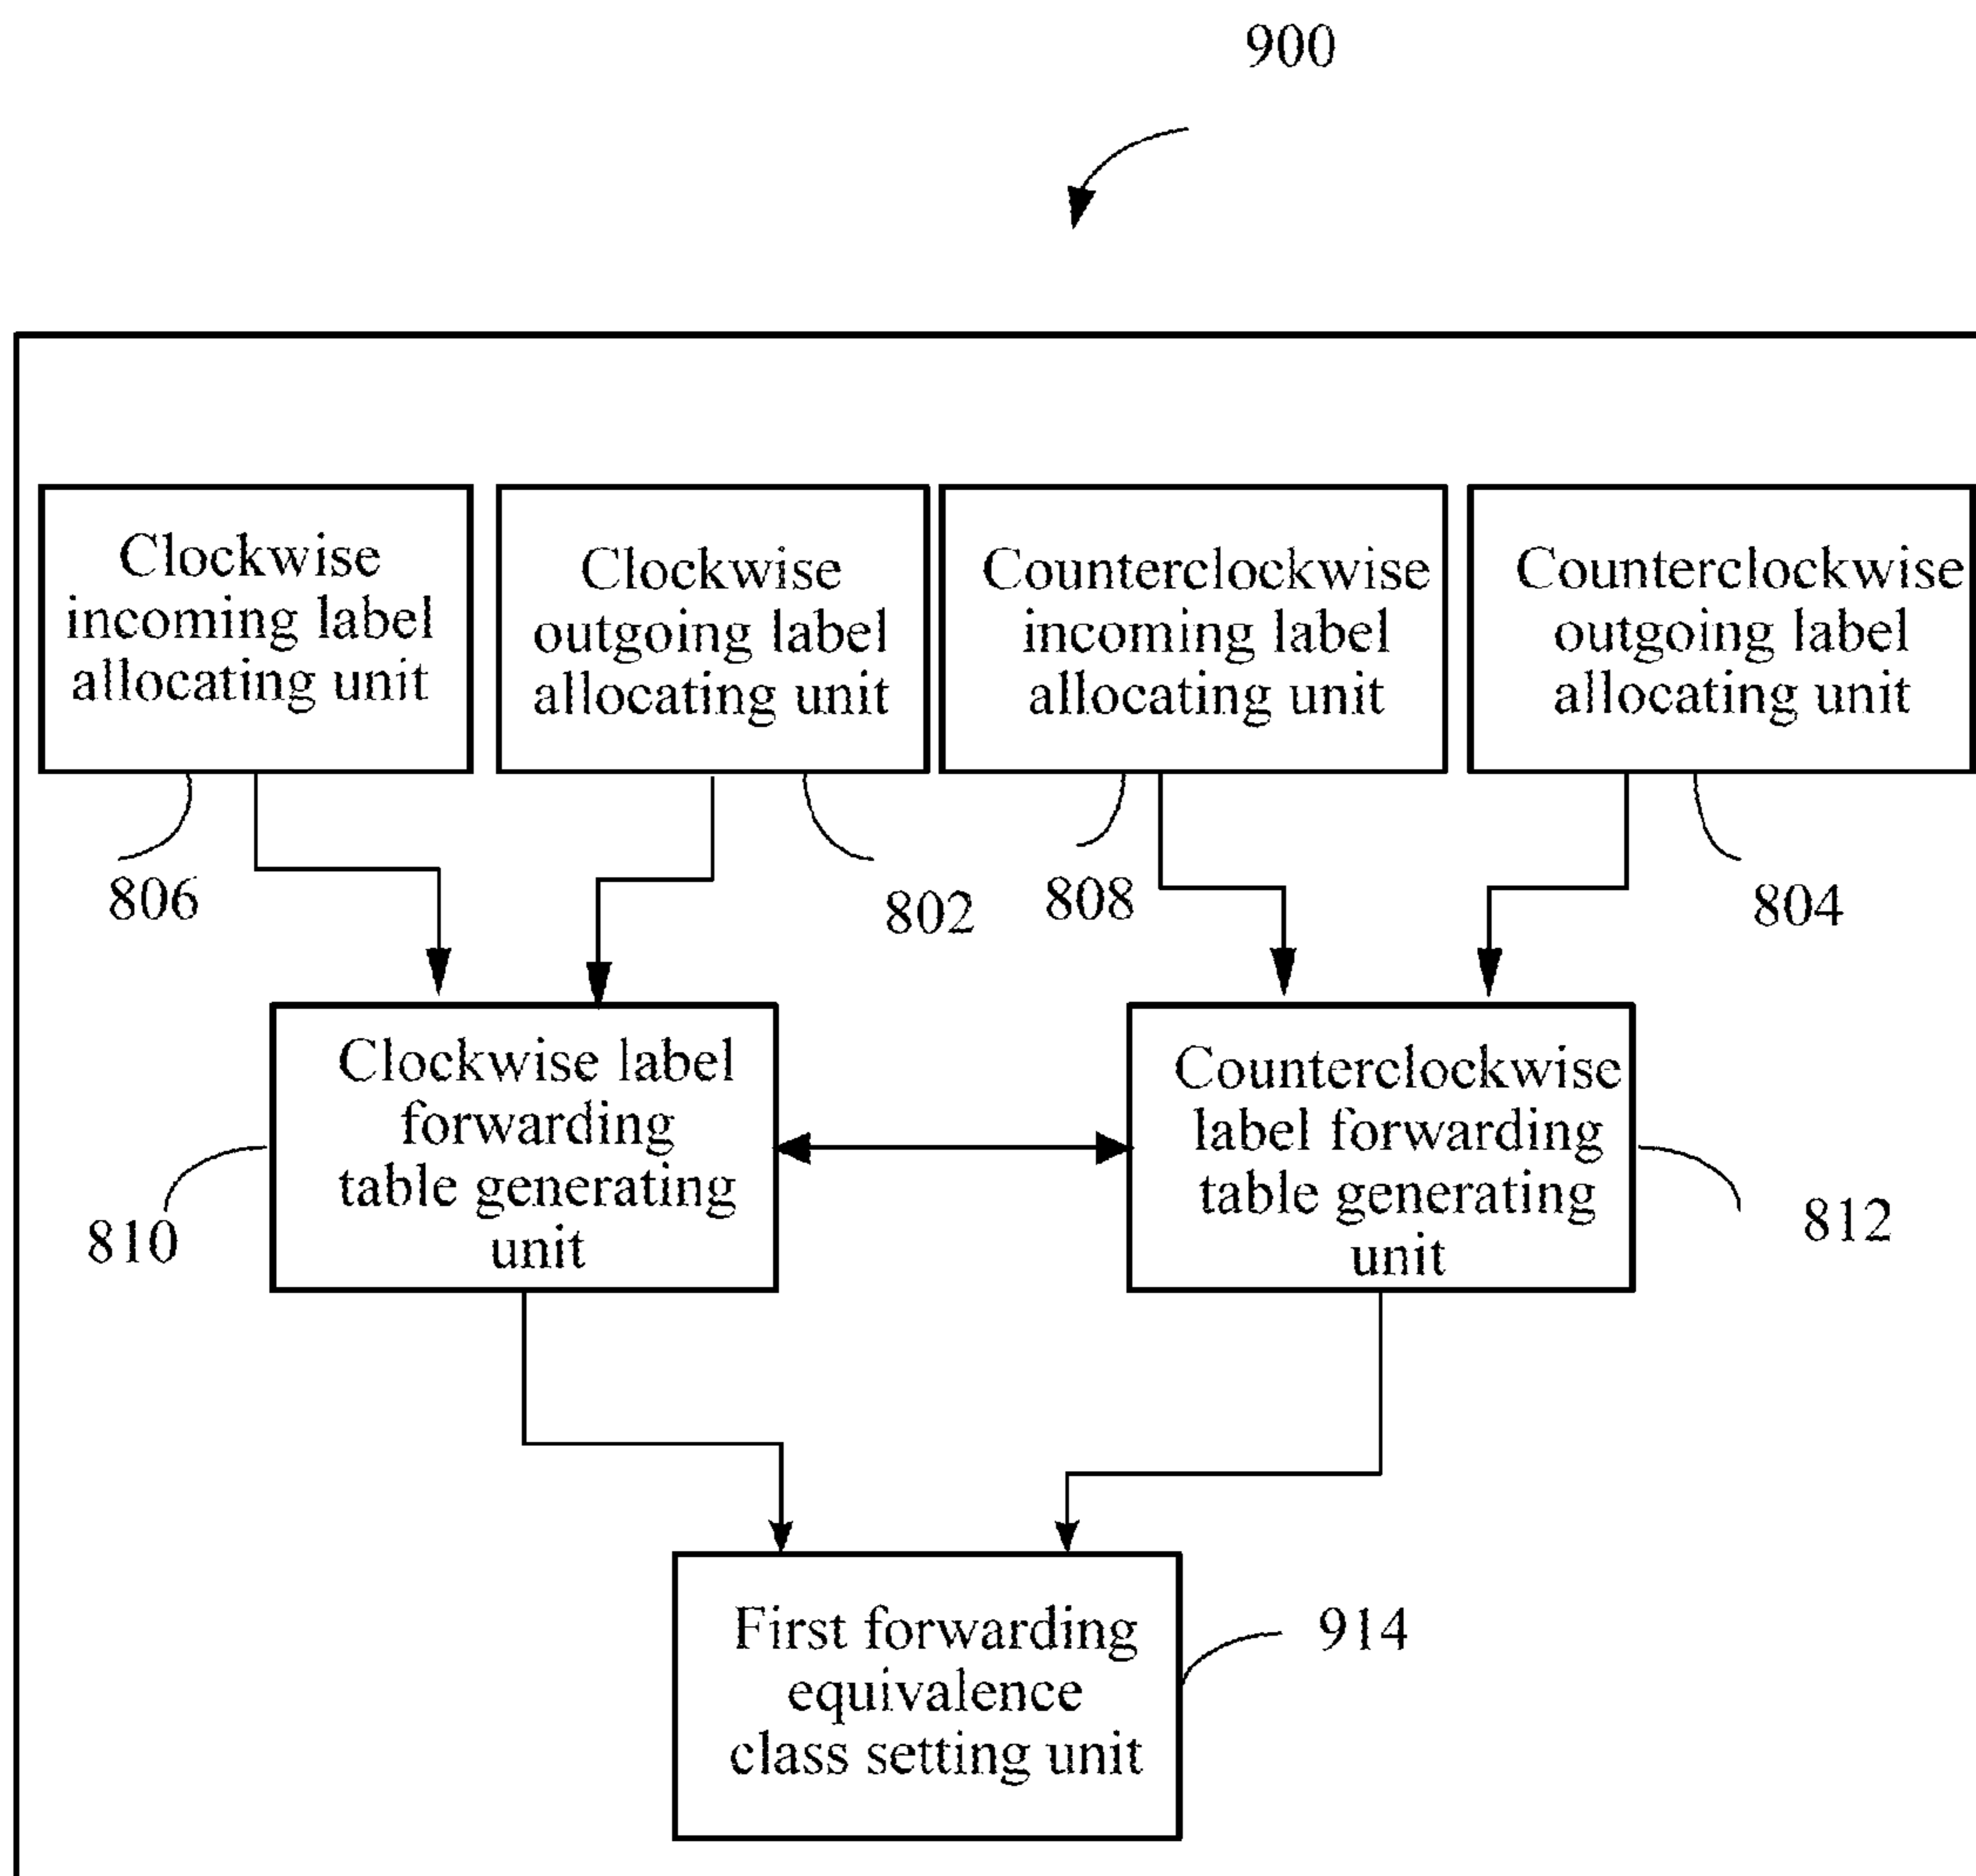 900
Clockwise
incoming label
allocating unit
Clockwise
outgoing label
allocating unit
Counterclockwise
incoming label
allocating unit
Counterclockwise
outgoing label
allocating unit
806
802
808
804
Clockwise label
forwarding
table generating
unit
Counterclockwise
label forwarding
table generating
unit
810
812
First forwarding
equivalence
class setting unit
914